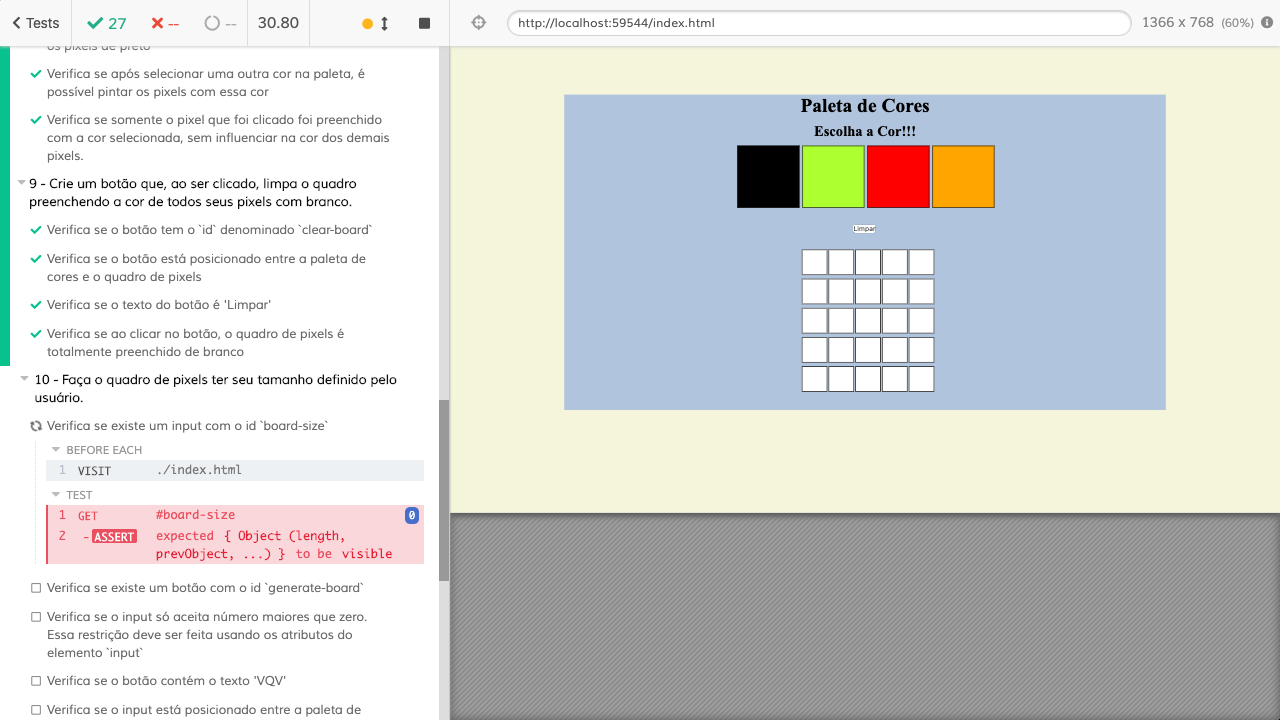 Tests
27
--
--
30.80
http://localhost:59544/index.html
1366 x 768 (60%)
os pixels de preto
Verifica se após selecionar uma outra cor na paleta, é
possível pintar os pixels com essa cor
Verifica se somente o pixel que foi clicado foi preenchido
com a cor selecionada, sem influenciar na cor dos demais
pixels.
9 - Crie um botão que, ao ser clicado, limpa o quadro
preenchendo a cor de todos seus pixels com branco.
Verifica se o botão tem o `id` denominado `clear-board`
Verifica se o botão está posicionado entre a paleta de
cores e o quadro de pixels
Verifica se o texto do botão é 'Limpar'
Verifica se ao clicar no botão, o quadro de pixels é
totalmente preenchido de branco
10 - Faça o quadro de pixels ter seu tamanho definido pelo
usuário.
Verifica se existe um input com o id `board-size`
BEFORE EACH
1 VISIT ./index.html
TEST
1 GET #board-size 0
2 -ASSERT expected { Object (length,
prevObject, ...) } to be visible
Verifica se existe um botão com o id `generate-board`
Verifica se o input só aceita número maiores que zero.
Essa restrição deve ser feita usando os atributos do
elemento `input`
Verifica se o botão contém o texto 'VQV'
Verifica se o input está posicionado entre a paleta de
Paleta de Cores
Escolha a Cor!!!
Limpar